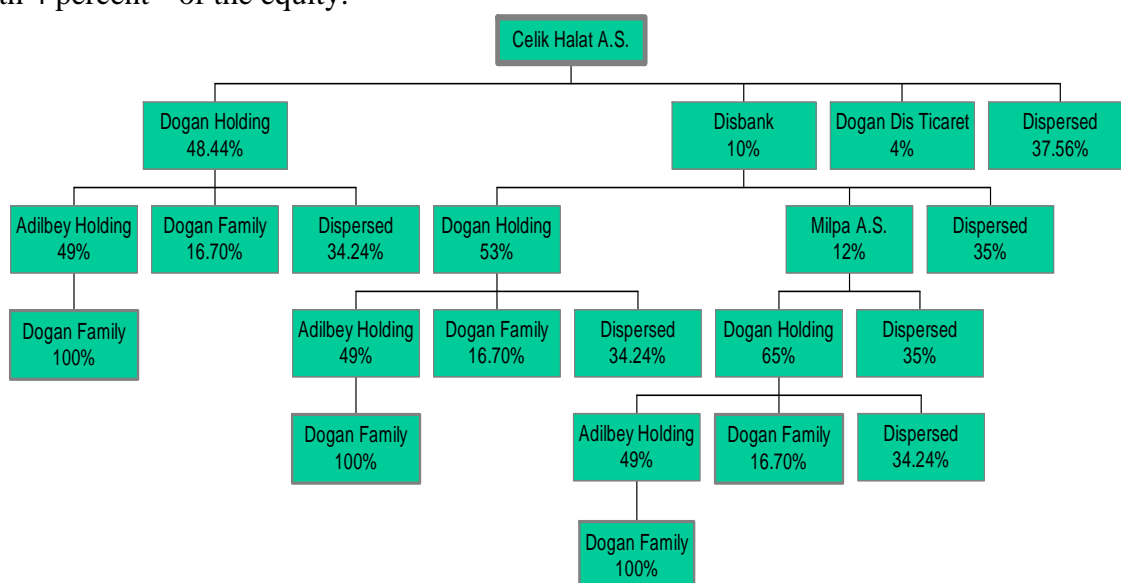 of the equity.
Celik Halat A.S.
Dogan Holding
48.44%
Disbank
10%
Dogan Dis Ticaret
4%
Dispersed
37.56%
Adilbey Holding
49%
Dogan Family
16.70%
Dispersed
34.24%
Dogan Holding
53%
Milpa A.S.
12%
Dispersed
35%
Dogan Family
100%
Adilbey Holding
49%
Dogan Family
16.70%
Dispersed
34.24%
Dogan Holding
65%
Dispersed
35%
Dogan Family
100%
Adilbey Holding
49%
Dogan Family
16.70%
Dispersed
34.24%
Dogan Family
100%